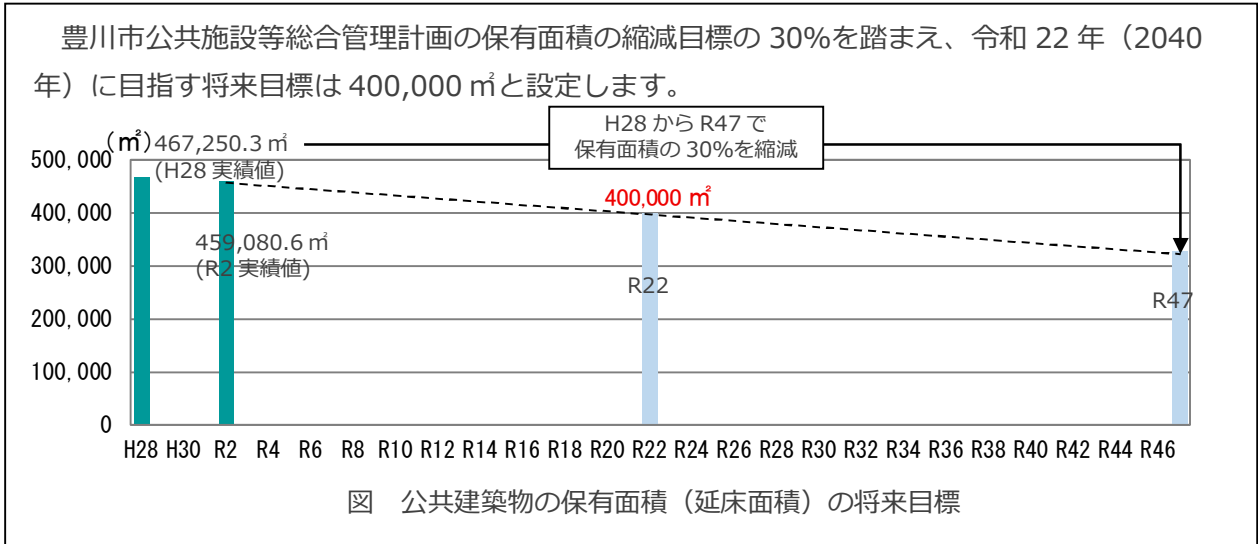 豊川市公共施設等総合管理計画の保有面積の縮減目標の 30%を踏まえ、令和 22 年（2040
年）に目指す将来目標は 400,000 ㎡と設定します。
H28 から R47 で
保有面積の 30%を縮減
(㎡)
467,250.3 ㎡
(H28 実績値)
459,080.6 ㎡
(R2 実績値)
400,000 ㎡
R22
R47
500,000
400,000
300,000
200,000
100,000
0
H28 H30 R2 R4 R6 R8 R10 R12 R14 R16 R18 R20 R22 R24 R26 R28 R30 R32 R34 R36 R38 R40 R42 R44 R46
図　公共建築物の保有面積（延床面積）の将来目標